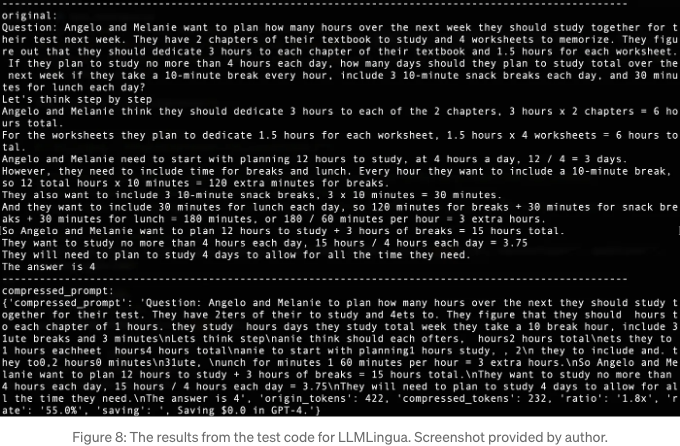 --------------------------------------------------------------------------------
original:
Question: Angelo and Melanie want to plan how many hours over the next week they should study together for t
heir test next week. They have 2 chapters of their textbook to study and 4 worksheets to memorize. They figu
re out that they should dedicate 3 hours to each chapter of their textbook and 1.5 hours for each worksheet.
 If they plan to study no more than 4 hours each day, how many days should they plan to study total over the
 next week if they take a 10-minute break every hour, include 3 10-minute snack breaks each day, and 30 minu
tes for lunch each day?
Let's think step by step
Angelo and Melanie think they should dedicate 3 hours to each of the 2 chapters, 3 hours x 2 chapters = 6 ho
urs total.
For the worksheets they plan to dedicate 1.5 hours for each worksheet, 1.5 hours x 4 worksheets = 6 hours to
tal.
Angelo and Melanie need to start with planning 12 hours to study, at 4 hours a day, 12 / 4 = 3 days.
However, they need to include time for breaks and lunch. Every hour they want to include a 10-minute break,
so 12 total hours x 10 minutes = 120 extra minutes for breaks.
They also want to include 3 10-minute snack breaks, 3 x 10 minutes = 30 minutes.
And they want to include 30 minutes for lunch each day, so 120 minutes for breaks + 30 minutes for snack bre
aks + 30 minutes for lunch = 180 minutes, or 180 / 60 minutes per hour = 3 extra hours.
So Angelo and Melanie want to plan 12 hours to study + 3 hours of breaks = 15 hours total.
They want to study no more than 4 hours each day, 15 hours / 4 hours each day = 3.75
They will need to plan to study 4 days to allow for all the time they need.
The answer is 4
--------------------------------------------------------------------------------
compressed_prompt:
{'compressed_prompt': 'Question: Angelo and Melanie to plan how many hours over the next they should study t
ogether for their test. They have 2ters of their to study and 4ets to. They figure that they should  hours t
o each chapter of 1 hours. they study  hours days they study total week they take a 10 break hour, include 3
1ute breaks and 3 minutes\nLets think step\nanie think should each ofters,  hours2 hours total\nets they to
1 hours eachheet  hours4 hours total\nanie to start with planning1 hours study, , 2\n they to include and. t
hey to0,2 hours0 minutes\n31lute, \nunch for minutes 1 60 minutes per hour = 3 extra hours.\nSo Angelo and Me
lanie want to plan 12 hours to study + 3 hours of breaks = 15 hours total.\nThey want to study no more than
4 hours each day, 15 hours / 4 hours each day = 3.75\nThey will need to plan to study 4 days to allow for al
l the time they need.\nThe answer is 4', 'origin_tokens': 422, 'compressed_tokens': 232, 'ratio': '1.8x', 'r
ate': '55.0%', 'saving': ', Saving $0.0 in GPT-4.'}
Figure 8: The results from the test code for LLMLingua. Screenshot provided by author.